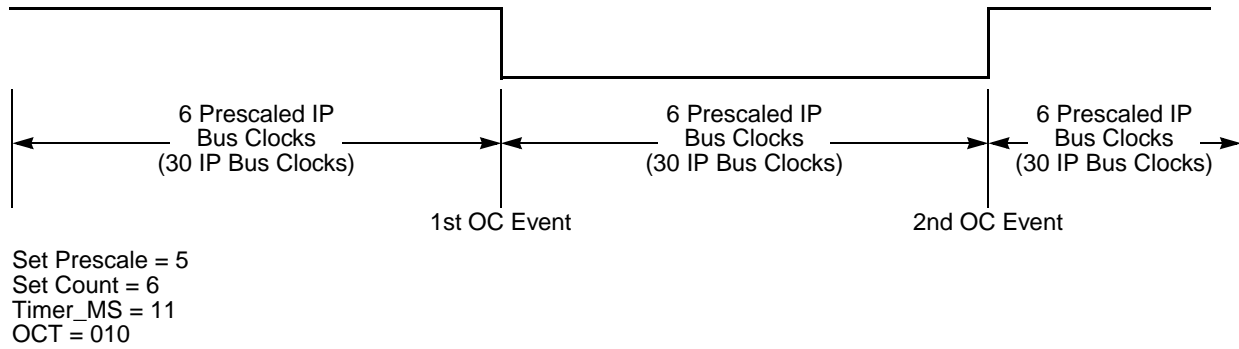 6 Prescaled IP
Bus Clocks
(30 IP Bus Clocks)
6 Prescaled IP
Bus Clocks
(30 IP Bus Clocks)
6 Prescaled IP
Bus Clocks
(30 IP Bus Clocks)
1st OC Event
2nd OC Event
Set Prescale = 5
Set Count = 6
Timer_MS = 11
OCT = 010